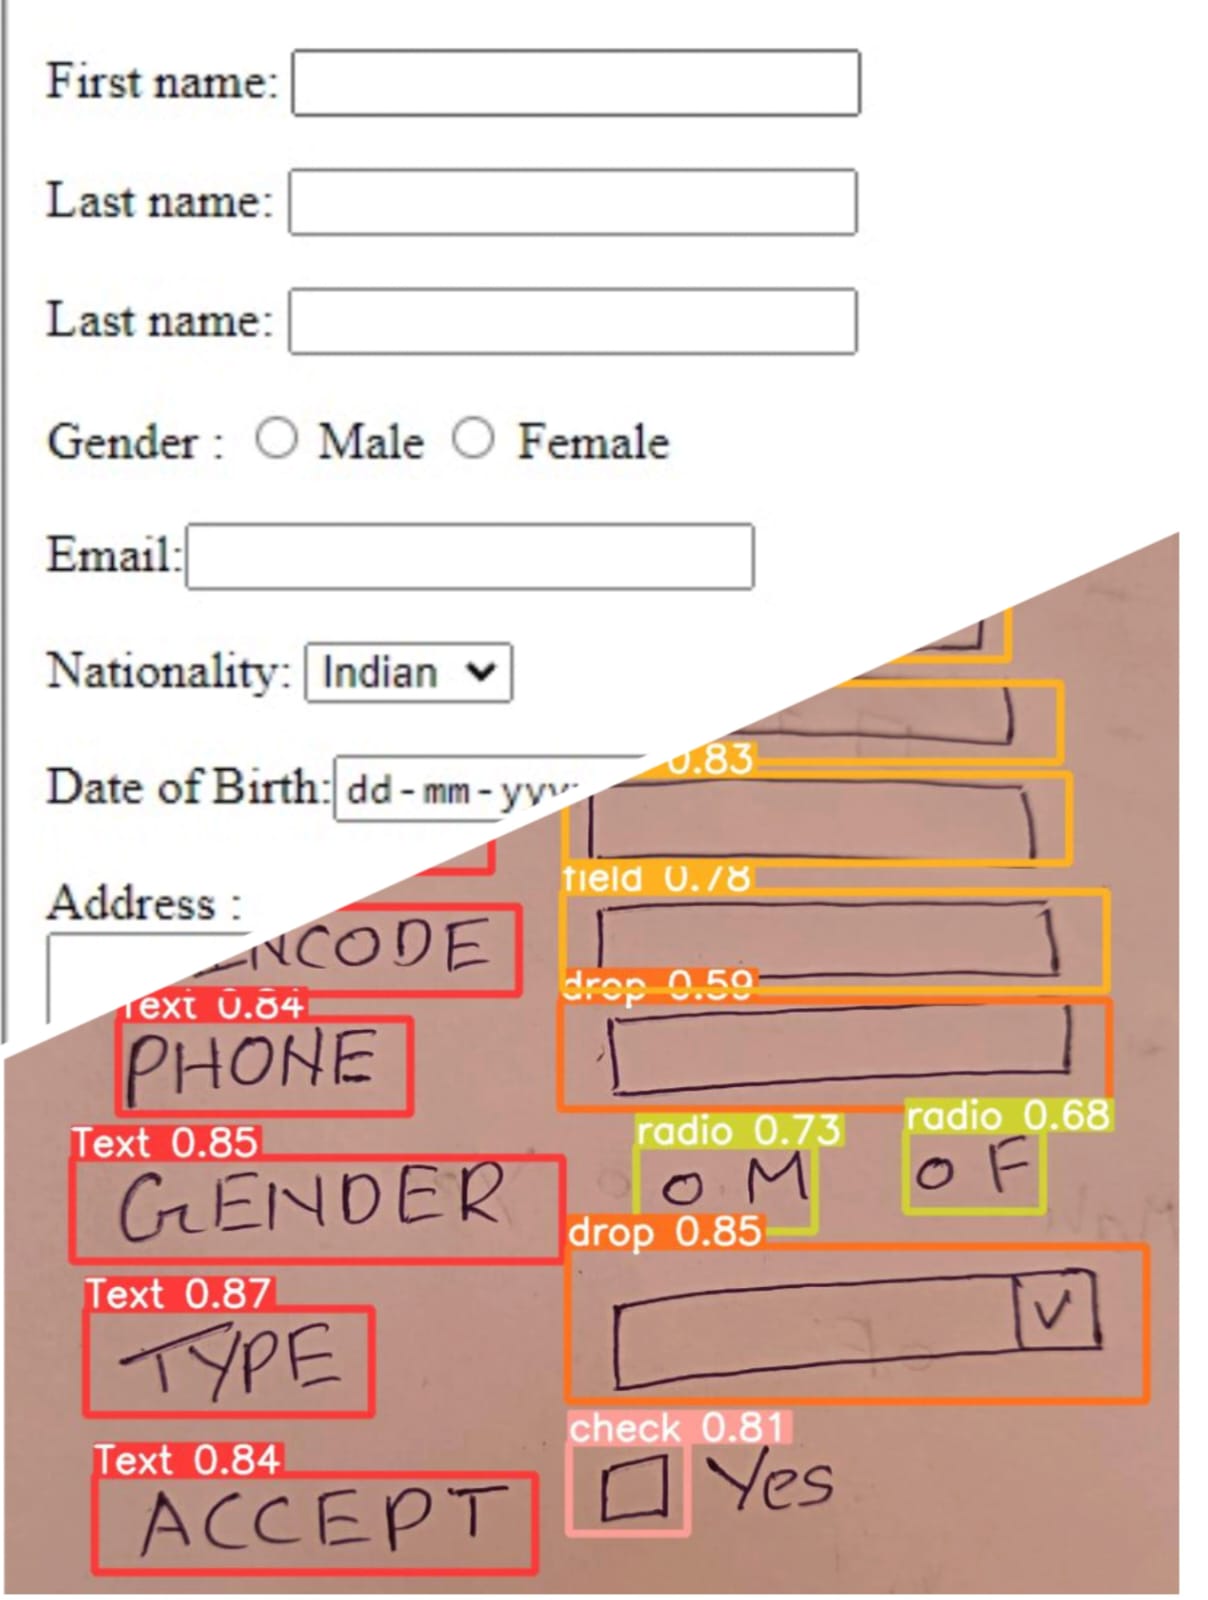 First name:
Last name:
Last name:
Gender : Male Female
Email:
Nationality: Indian
Date of Birth: dd-mm-yyy
Address :
0.83
field 0.78
NCODE
drop 0.59
Text 0.84
PHONE
radio 0.73 radio 0.68
Text 0.85
GENDER O M O F
drop 0.85
Text 0.87
TYPE
check 0.81
Text 0.84
ACCEPT Yes